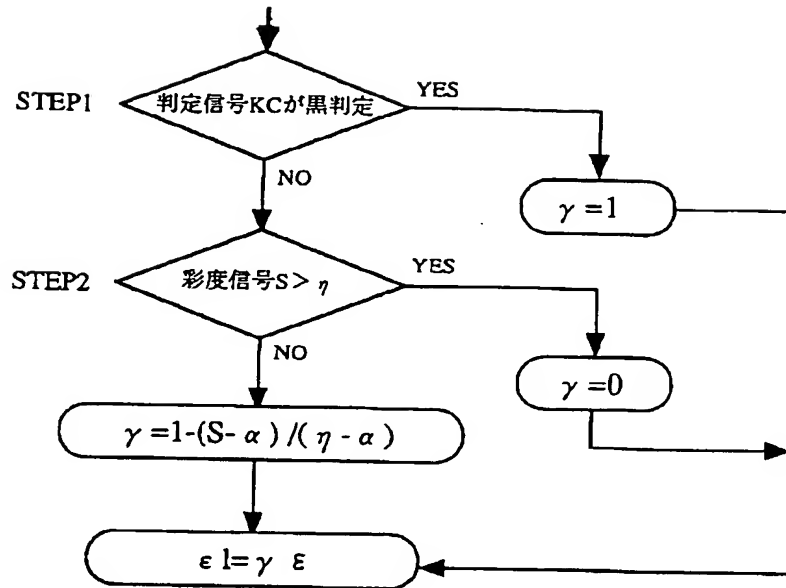 STEP1
判定信号KCが黒判定
YES
NO
γ=1
STEP2
彩度信号S>η
YES
NO
γ=0
γ=1-(S-α)/(η-α)
ε1=γ ε